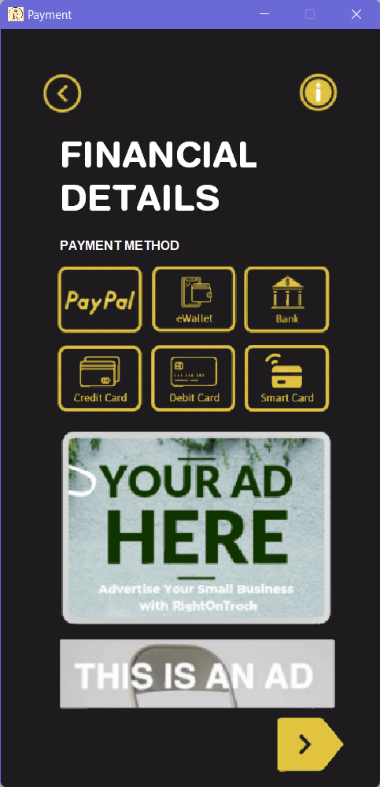 Payment
FINANCIAL
DETAILS
PAYMENT METHOD
PayPal
eWallet
Bank
Credit Card
Debit Card
Smart Card
YOUR AD
HERE
Advertise Your Small Business
with RightOnTrack
THIS IS AN AD